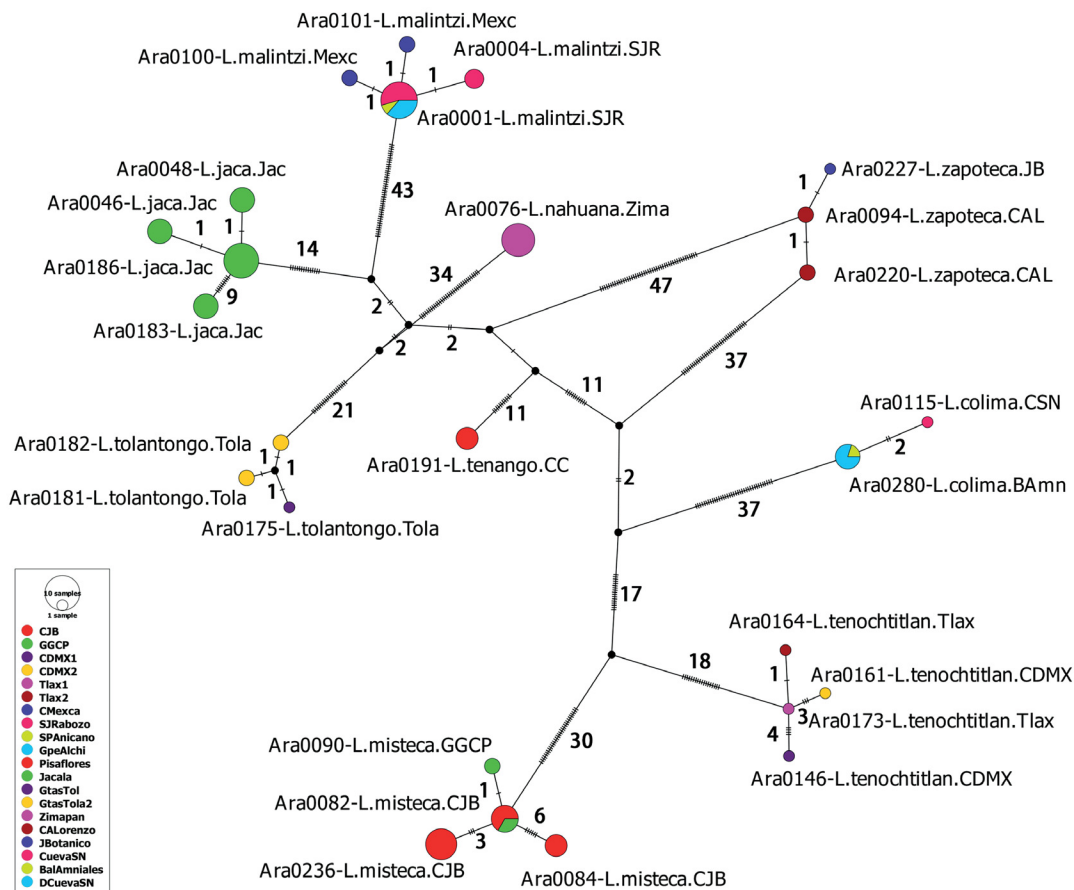 Ara0101-L.malintzi.Mexc
Ara0004-L.malintzi.SJR
Ara0100-L.malintzi.Mexc
1
1
1
Ara0001-L.malintzi.SJR
43
Ara0048-L.jaca.Jac
Ara0046-L.jaca.Jac
1
1
14
Ara0186-L.jaca.Jac
9
Ara0183-L.jaca.Jac
Ara0076-L.nahuana.Zima
34
2
2
2
Ara0227-L.zapoteca.JB
1
Ara0094-L.zapoteca.CAL
1
Ara0220-L.zapoteca.CAL
47
37
11
11
Ara0191-L.tenango.CC
21
Ara0182-L.tolantongo.Tola
1
1
Ara0181-L.tolantongo.Tola
1
Ara0175-L.tolantongo.Tola
Ara0115-L.colima.CSN
2
Ara0280-L.colima.BAmn
37
2
17
Ara0164-L.tenochtitlan.Tlax
18
1
Ara0161-L.tenochtitlan.CDMX
3
Ara0173-L.tenochtitlan.Tlax
4
Ara0146-L.tenochtitlan.CDMX
30
Ara0090-L.misteca.GGCP
1
Ara0082-L.misteca.CJB
6
3
Ara0236-L.misteca.CJB
Ara0084-L.misteca.CJB
10 samples
1 sample
CJB
GGCP
CDMX1
CDMX2
Tlax1
Tlax2
CMexca
SJRabozo
SPAnicano
GpeAlchi
Pisaflores
Jacala
GtasTol
GtasTola2
Zimapan
CALorenzo
JBotanico
CuevaSN
BalAmniales
DCuevaSN